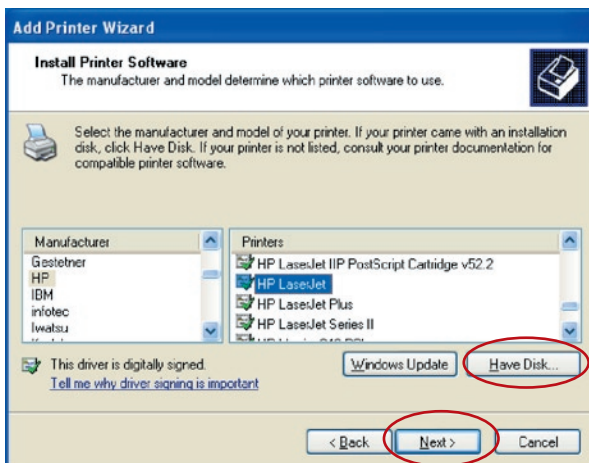 Add Printer Wizard
Install Printer Software
The manufacturer and model determine which printer software to use.
Select the manufacturer and model of your printer. If your printer came with an installation
disk, click Have Disk. If your printer is not listed, consult your printer documentation for
compatible printer software.
Manufacturer
Gestetner
HP
IBM
infotec
Iwatsu
Printers
HP LaserJet IIP PostScript Cartridge v52.2
HP LaserJet
HP LaserJet Plus
HP LaserJet Series II
This driver is digitally signed.
Tell me why driver signing is important
Windows Update
Have Disk...
< Back
Next >
Cancel